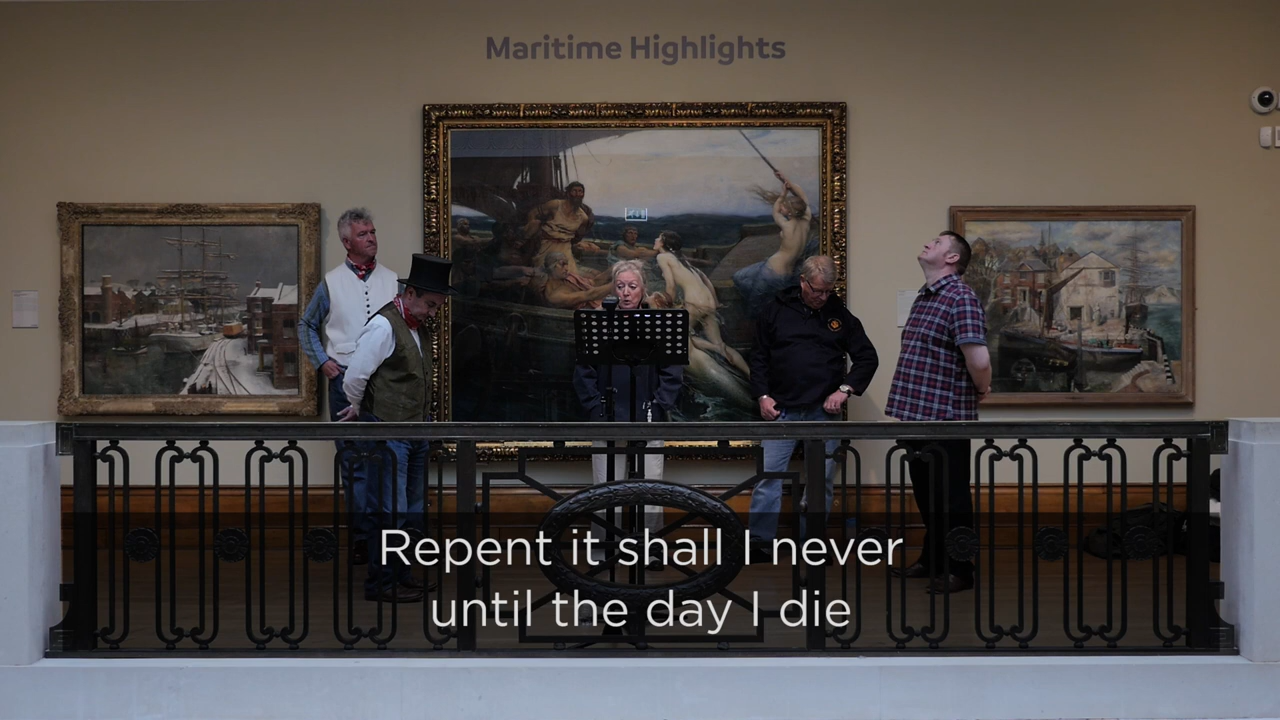 Maritime Highlights
Repent it shall I never
until the day I die